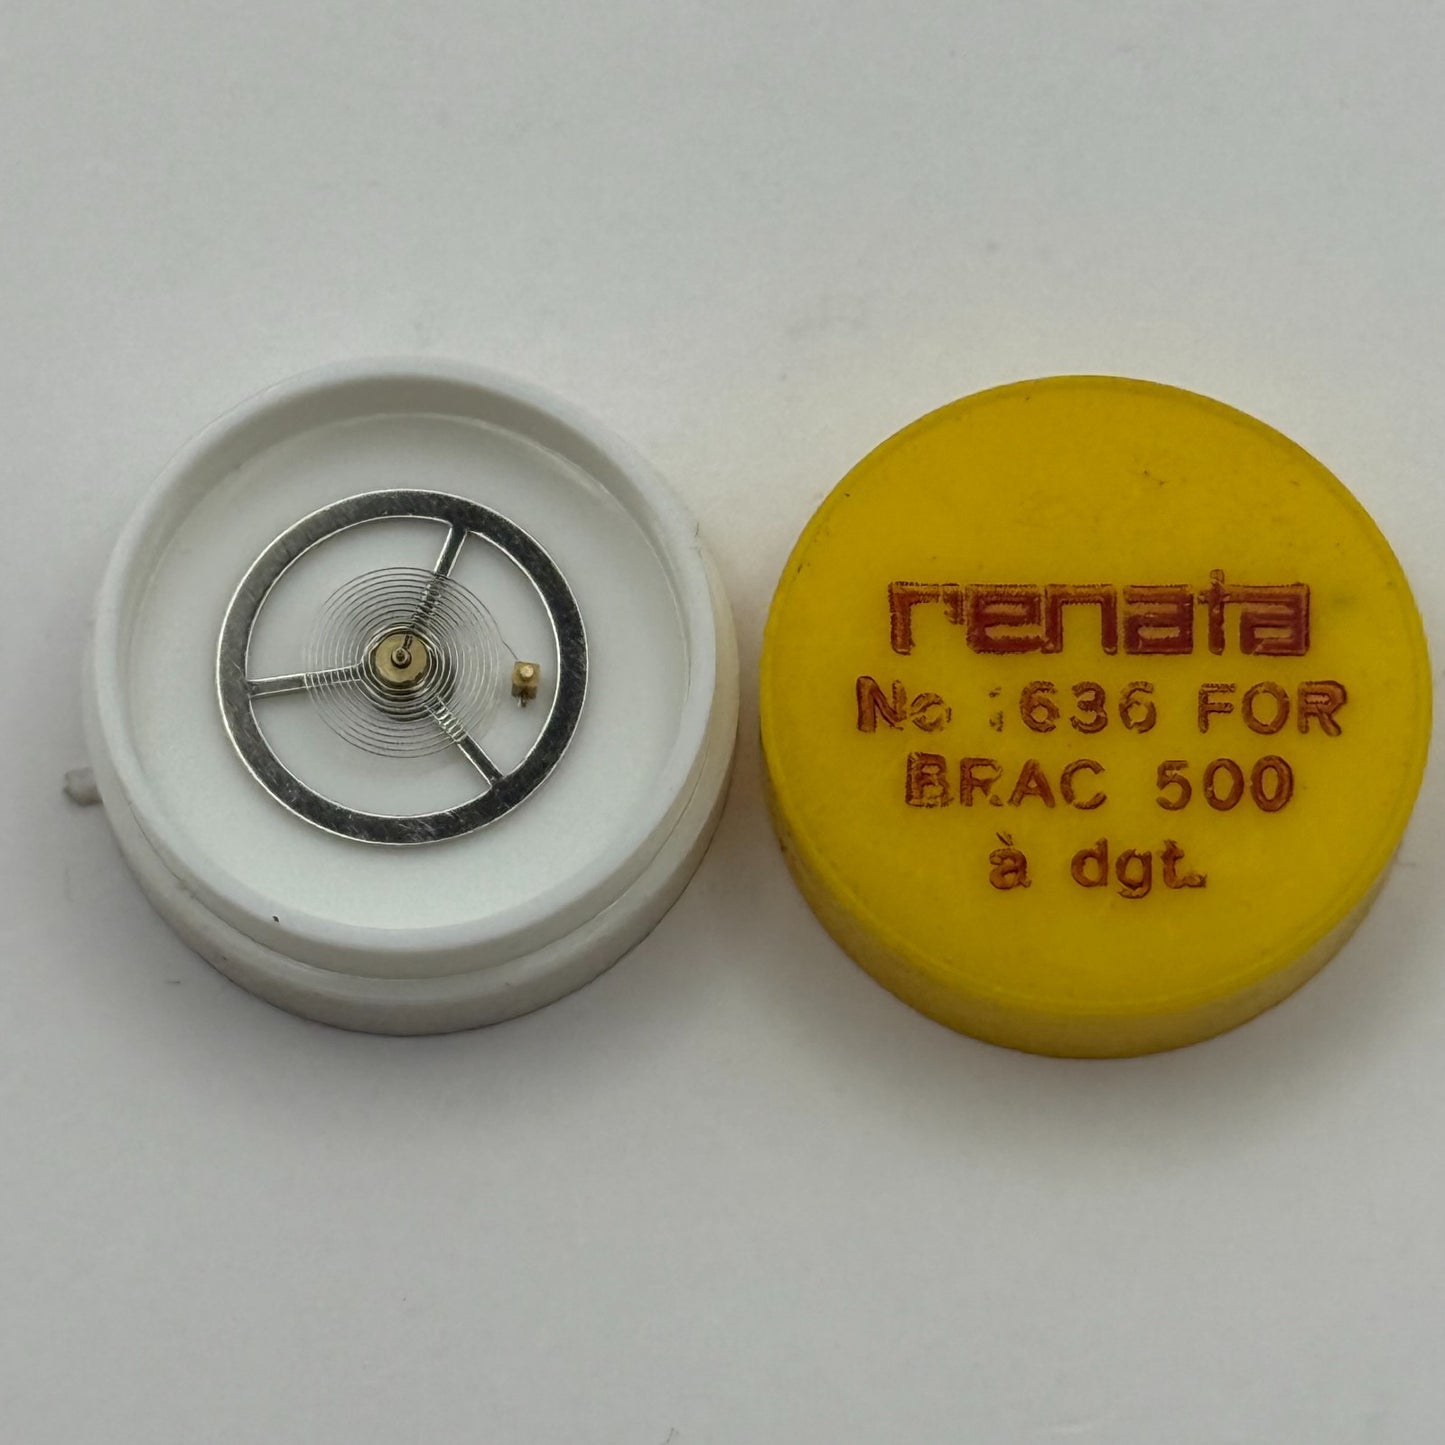 renata
No 1636 FOR
BRAC 500
à dgt.